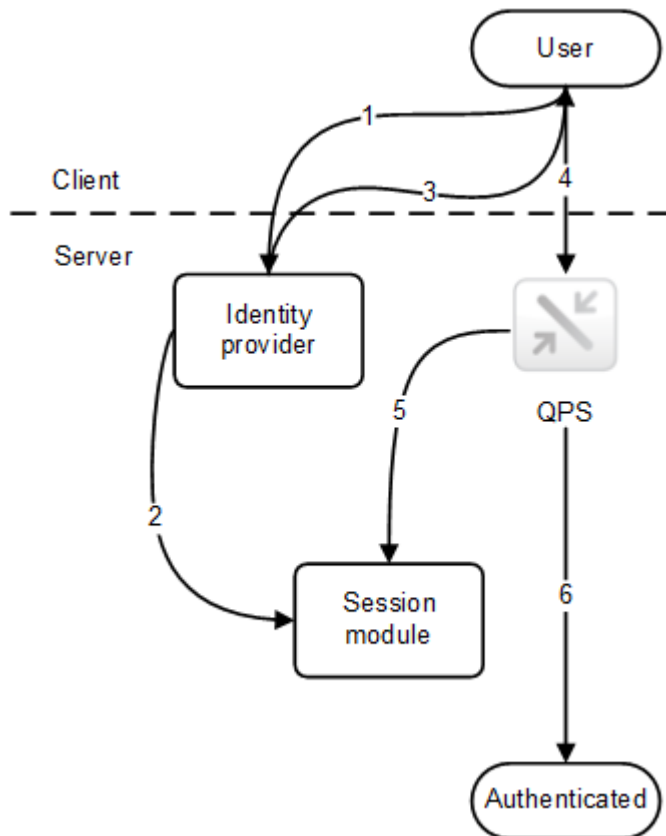 User
1
Client
3
4
Server
Identity
provider
5
QPS
2
Session
module
6
Authenticated